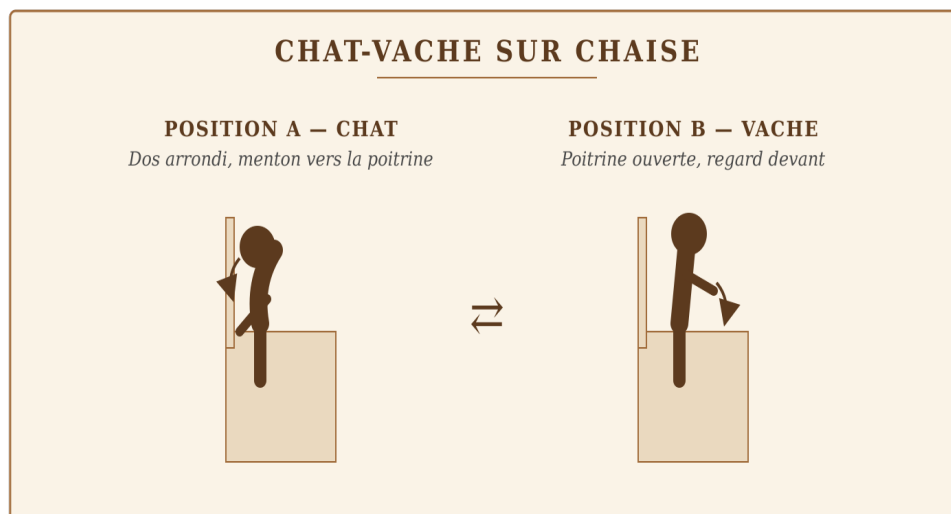 CHAT-VACHE SUR CHAISE
POSITION A — CHAT
Dos arrondi, menton vers la poitrine
POSITION B — VACHE
Poitrine ouverte, regard devant